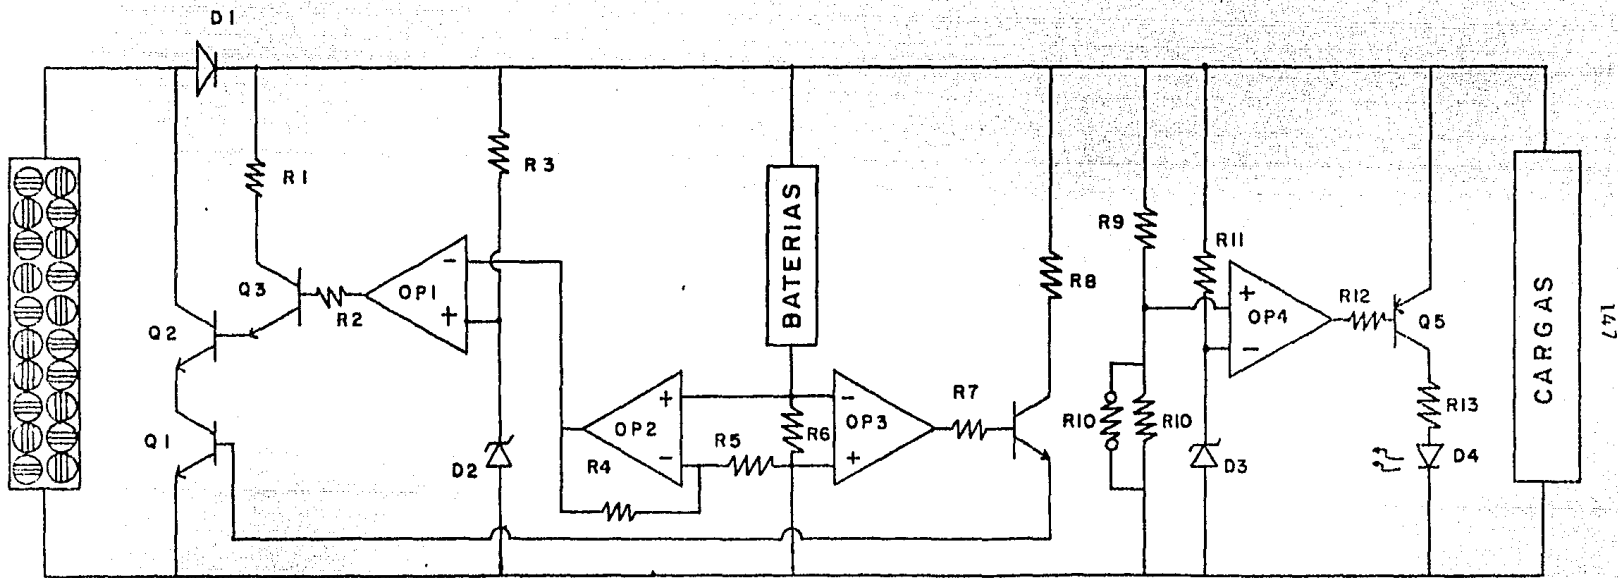 D1
R1
R3
Q3
R2
OP1
-
+
Q2
Q1
D2
BATERIAS
OP2
+
-
R4
R5
R6
OP3
-
+
R7
R8
R9
R10
R10
R11
D3
OP4
+
-
R12
Q5
R13
D4
CARGAS
147